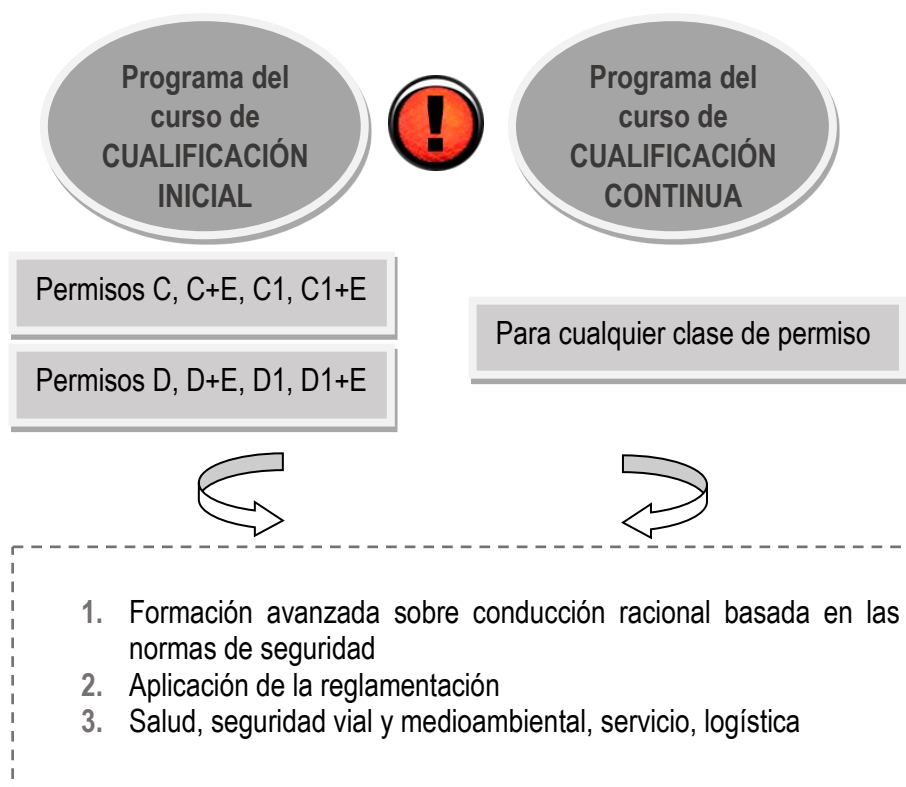 Programa del
curso de
CUALIFICACIÓN
INICIAL
!
Programa del
curso de
CUALIFICACIÓN
CONTINUA
Permisos C, C+E, C1, C1+E
Permisos D, D+E, D1, D1+E
Para cualquier clase de permiso
1. Formación avanzada sobre conducción racional basada en las
normas de seguridad
2. Aplicación de la reglamentación
3. Salud, seguridad vial y medioambiental, servicio, logística